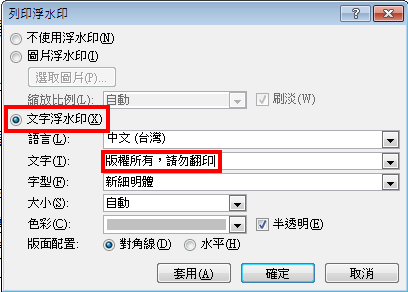 列印浮水印
不使用浮水印(N)
圖片浮水印(I)
選取圖片(P)...
縮放比例(L): 自動 刷淡(W)
文字浮水印(X)
語言(L): 中文 (台灣)
文字(T): 版權所有，請勿翻印
字型(F): 新細明體
大小(S): 自動
色彩(C): 半透明(E)
版面配置: 對角線(D) 水平(H)
套用(A) 確定 取消